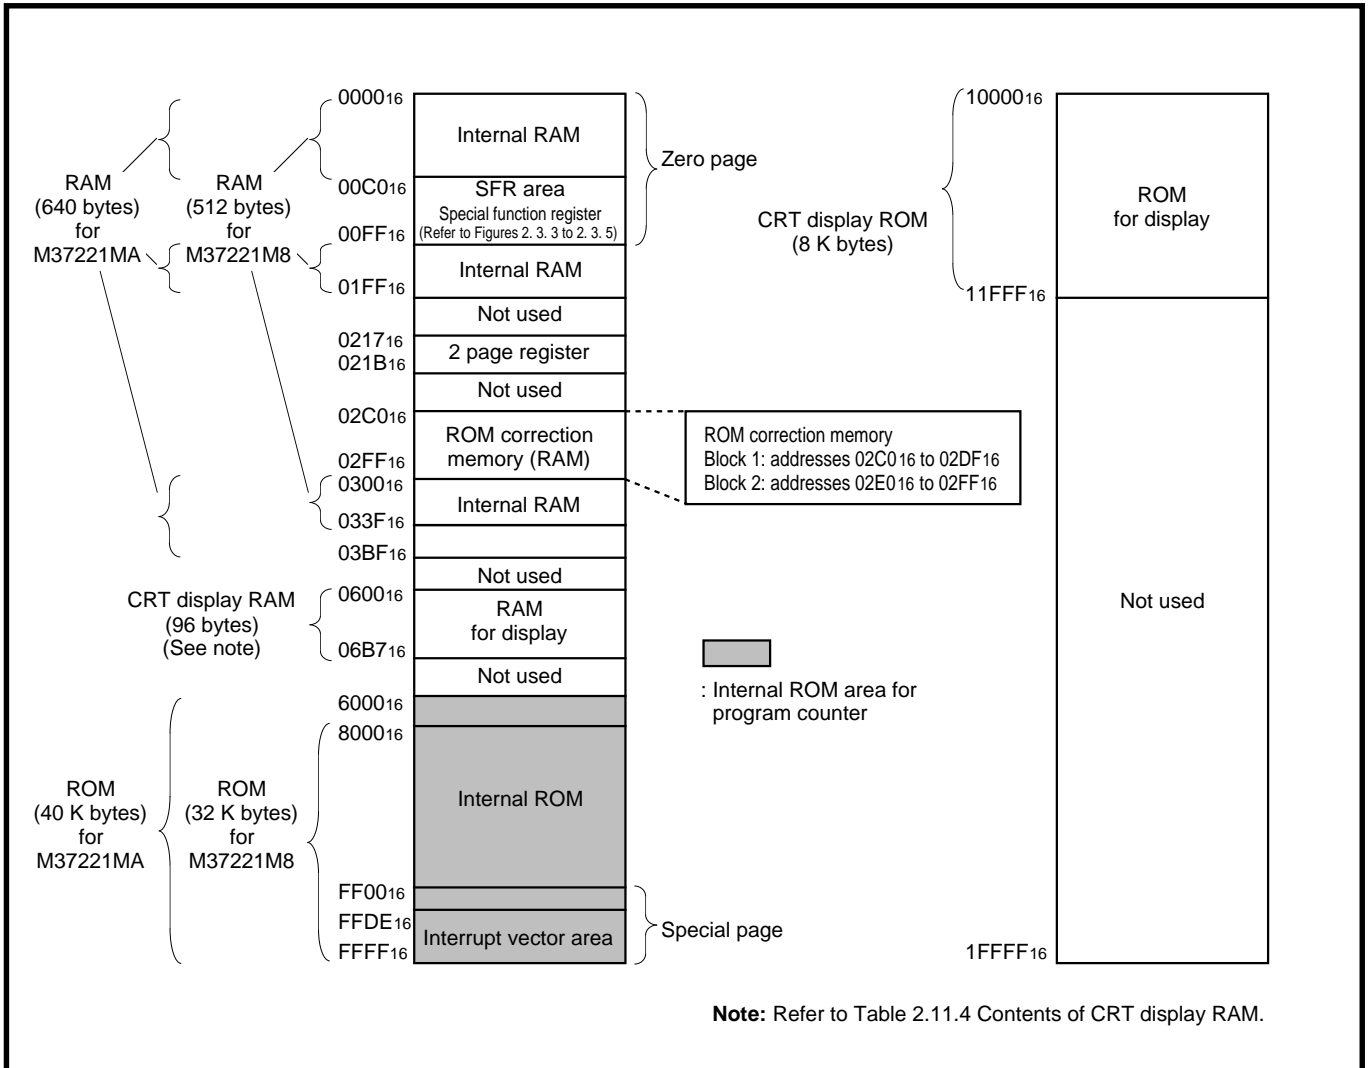 RAM
(640 bytes)
for
M37221MA
RAM
(512 bytes)
for
M37221M8
CRT display RAM
(96 bytes)
(See note)
ROM
(40 K bytes)
for
M37221MA
ROM
(32 K bytes)
for
M37221M8
0000₁₆
00C0₁₆
00FF₁₆
01FF₁₆
0217₁₆
021B₁₆
02C0₁₆
02FF₁₆
0300₁₆
033F₁₆
03BF₁₆
0600₁₆
06B7₁₆
6000₁₆
8000₁₆
FF00₁₆
FFDE₁₆
FFFF₁₆
Internal RAM
SFR area
Special function register
(Refer to Figures 2. 3. 3 to 2. 3. 5)
Internal RAM
Not used
2 page register
Not used
ROM correction
memory (RAM)
Internal RAM
Not used
RAM
for display
Not used
Internal ROM
Interrupt vector area
Zero page
Special page
ROM correction memory
Block 1: addresses 02C0₁₆ to 02DF₁₆
Block 2: addresses 02E0₁₆ to 02FF₁₆
: Internal ROM area for
program counter
CRT display ROM
(8 K bytes)
10000₁₆
11FFF₁₆
1FFFF₁₆
ROM
for display
Not used
Note: Refer to Table 2.11.4 Contents of CRT display RAM.